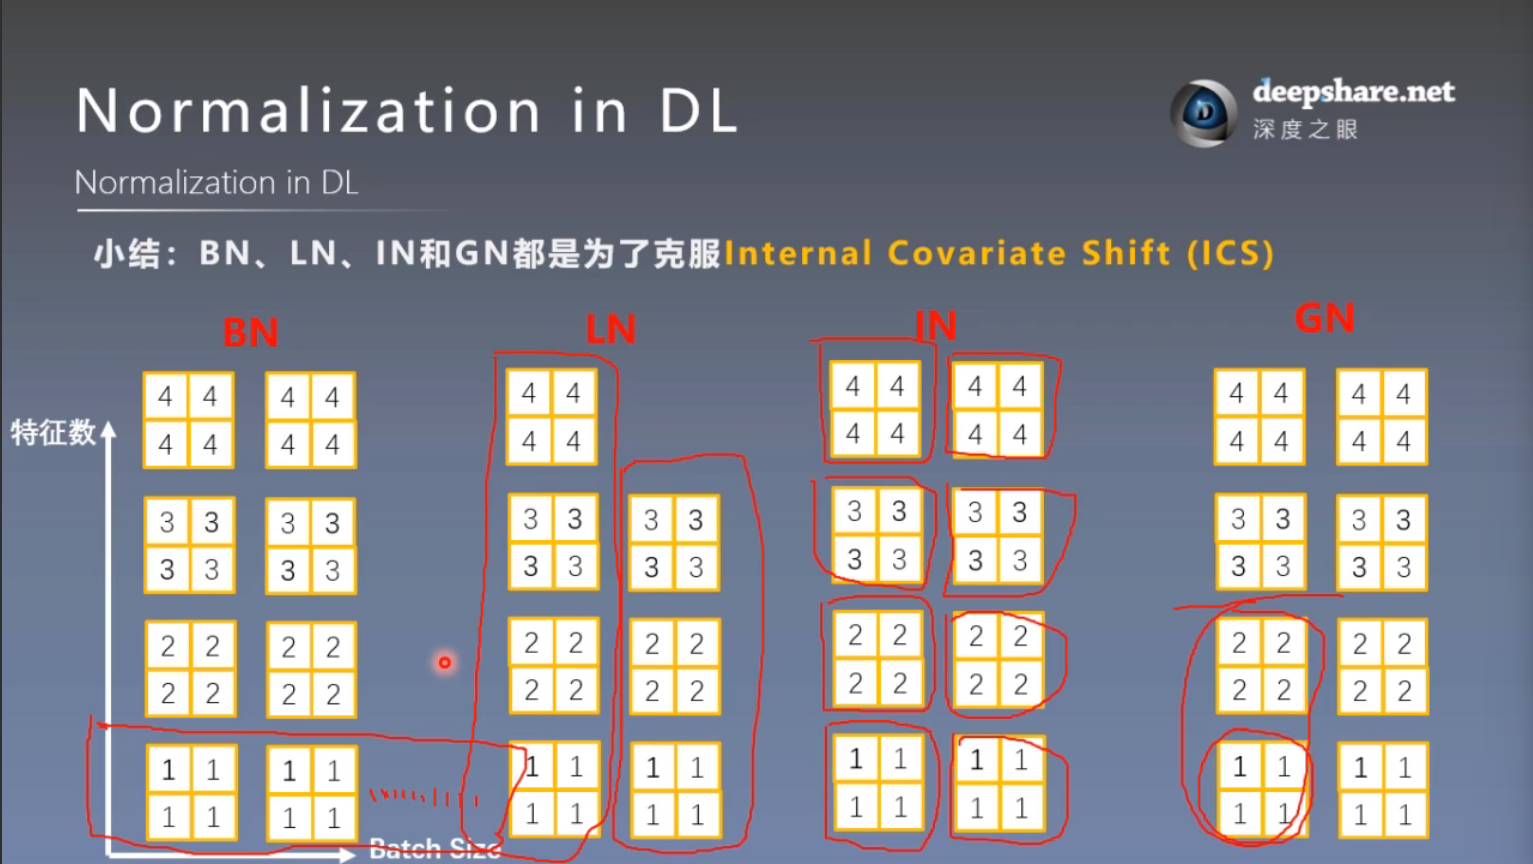 Normalization in DL
deepshare.net
深度之眼
Normalization in DL
小结：BN、LN、IN和GN都是为了克服Internal Covariate Shift (ICS)
BN LN IN GN
4 4 4 4 4 4 4 4 4 4 4 4 4 4
特征数 4 4 4 4 4 4 4 4 4 4 4 4 4 4
3 3 3 3 3 3 3 3 3 3 3 3 3 3 3 3
3 3 3 3 3 3 3 3 3 3 3 3 3 3 3 3
2 2 2 2 2 2 2 2 2 2 2 2 2 2 2 2
2 2 2 2 2 2 2 2 2 2 2 2 2 2 2 2
1 1 1 1 1 1 1 1 1 1 1 1 1 1 1 1
1 1 1 1 1 1 1 1 1 1 1 1 1 1 1 1
Batch Size